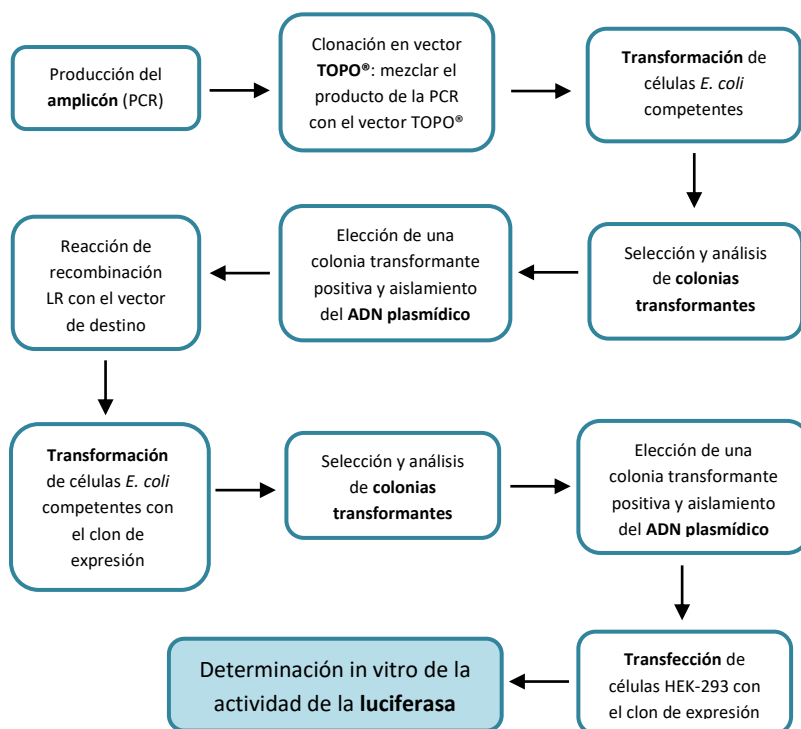 Producción del
amplicón (PCR)
Clonación en vector
TOPO®: mezclar el
producto de la PCR
con el vector TOPO®
Transformación de
células E. coli
competentes
Selección y análisis
de colonias
transformantes
Elección de una
colonia transformante
positiva y aislamiento
del ADN plasmídico
Reacción de
recombinación
LR con el vector
de destino
Transformación
de células E. coli
competentes con
el clon de
expresión
Selección y análisis
de colonias
transformantes
Elección de una
colonia transformante
positiva y aislamiento
del ADN plasmídico
Transfección de
células HEK-293 con
el clon de expresión
Determinación in vitro de la
actividad de la luciferasa